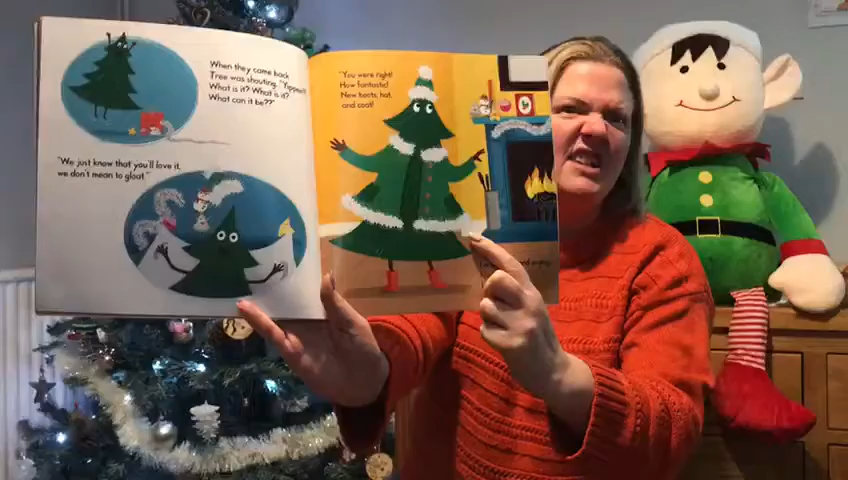 When they came back
Tree was shouting, "Yippee!!
What is it? What is it?
What can it be??"
"We just know that you'll love it,
we don't mean to gloat."
"You were right!
How fantastic!
New boots, hat,
and coat!